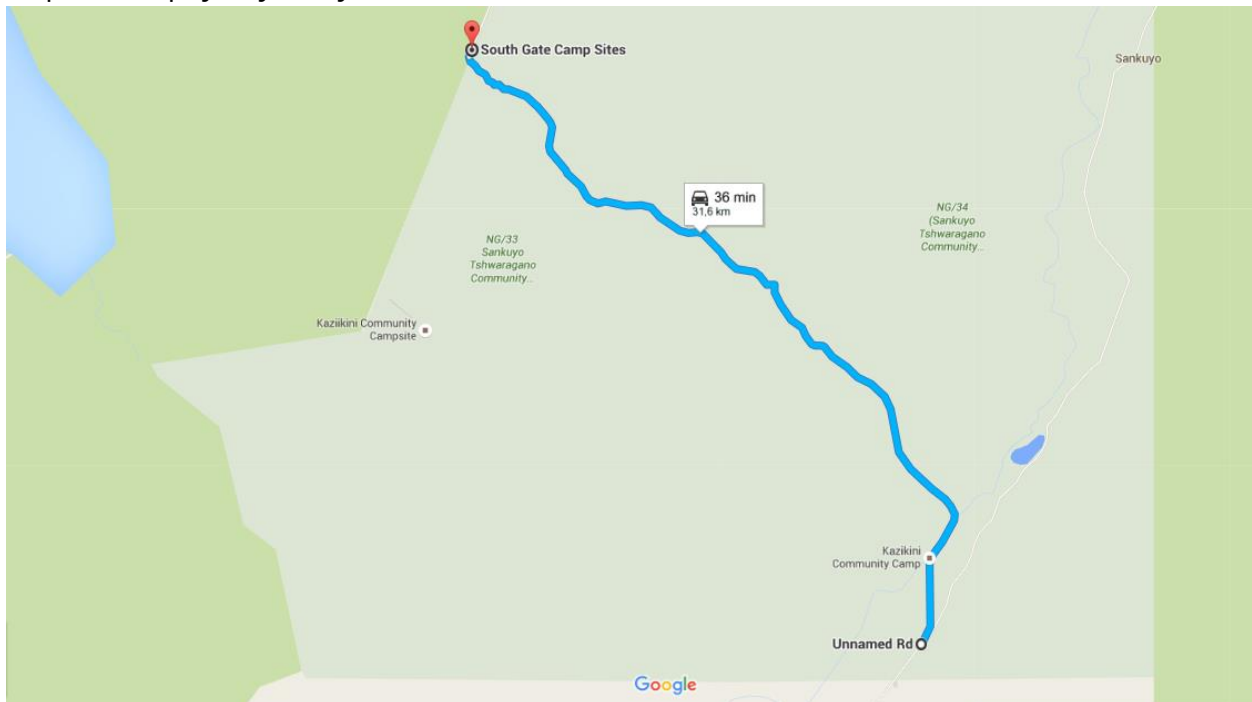 South Gate Camp Sites
Sankuyo
36 min
31,6 km
NG/34
(Sankuyo
Tshwaragano
Community...
NG/33
Sankuyo
Tshwaragano
Community...
Kaziikini Community
Campsite
Kazikini
Community Camp
Unnamed Rd
Google